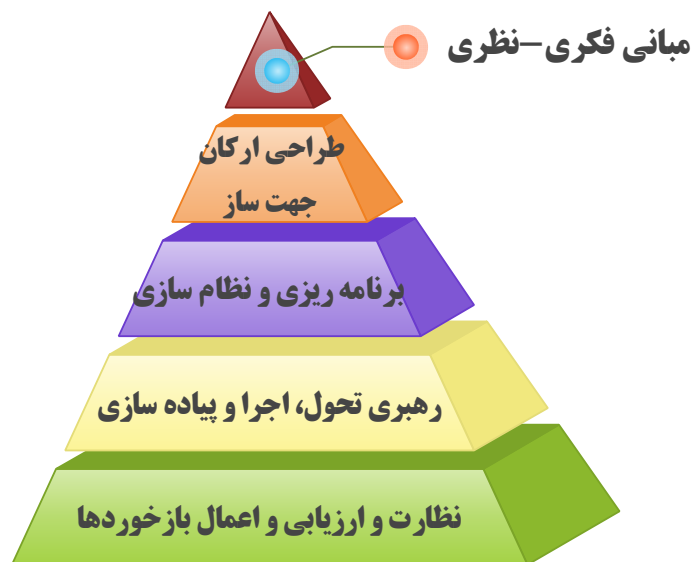 مبانی فکری-نظری
طراحی ارکان
جهت ساز
برنامه ریزی و نظام سازی
رهبری تحول، اجرا و پیاده سازی
نظارت و ارزیابی و اعمال بازخوردها